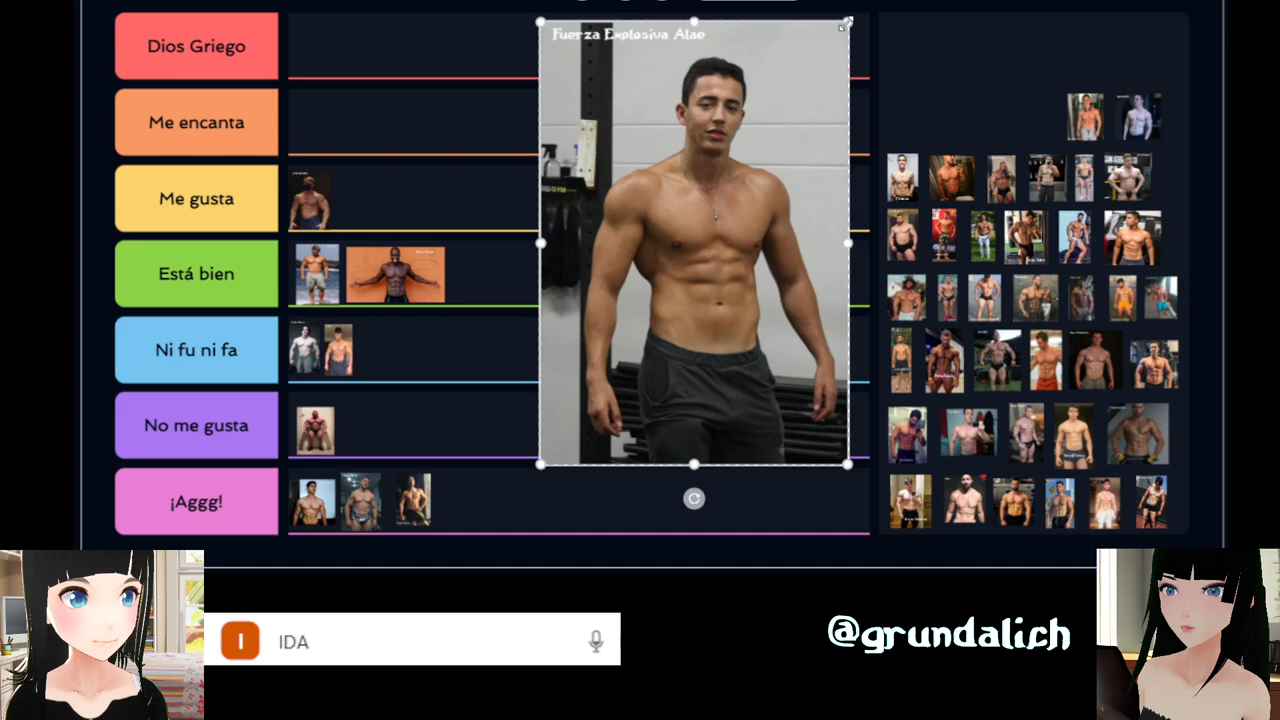 Fuerza Explosiva Alae
Dios Griego
Me encanta
Me gusta
Está bien
Ni fu ni fa
No me gusta
¡Aggg!
I
IDA
@grundalich